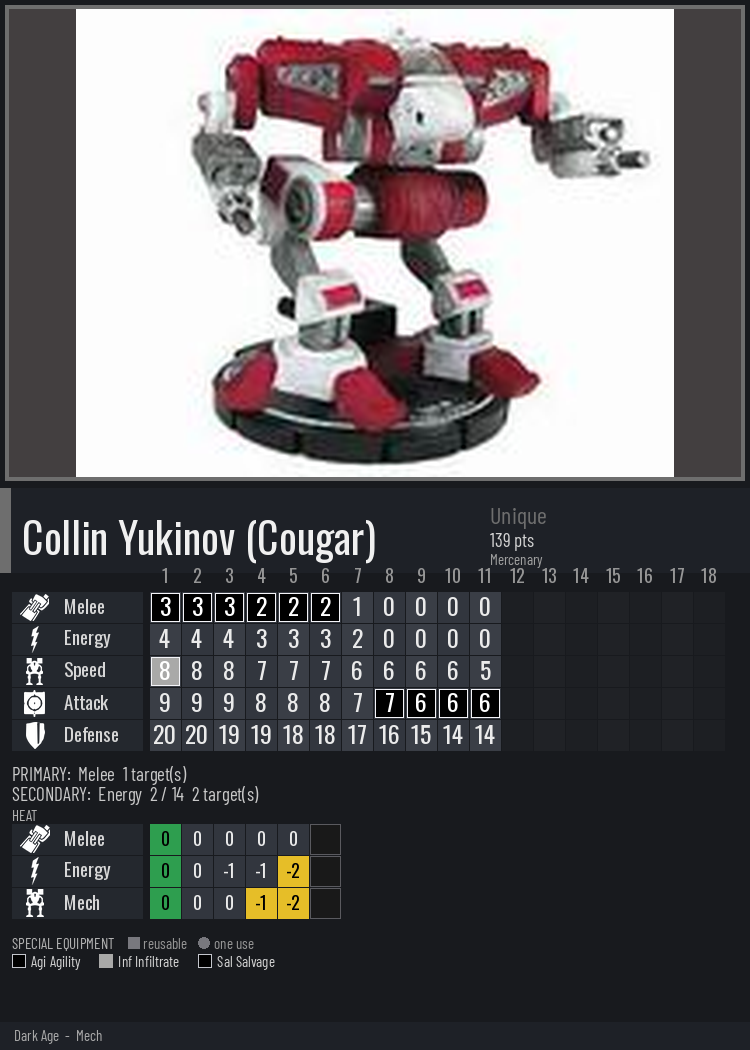 Collin Yukinov (Cougar)
Unique
139 pts
Mercenary
1 2 3 4 5 6 7 8 9 10 11 12 13 14 15 16 17 18
Melee 3 3 3 2 2 2 1 0 0 0 0
Energy 4 4 4 3 3 3 2 0 0 0 0
Speed 8 8 8 7 7 7 6 6 6 6 5
Attack 9 9 9 8 8 8 7 7 6 6 6
Defense 20 20 19 19 18 18 17 16 15 14 14
PRIMARY: Melee 1 target(s)
SECONDARY: Energy 2 / 14 2 target(s)
HEAT
Melee 0 0 0 0 0
Energy 0 0 -1 -1 -2
Mech 0 0 0 -1 -2
SPECIAL EQUIPMENT reusable one use
Agi Agility Inf Infiltrate Sal Salvage
Dark Age - Mech